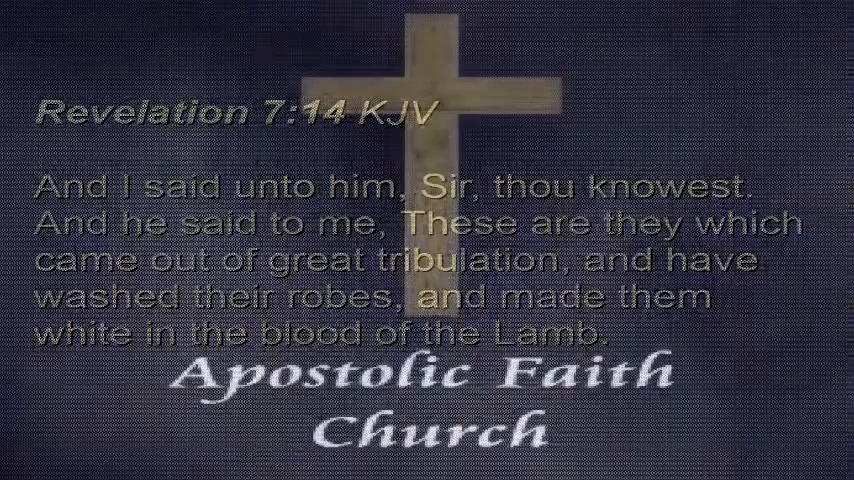 Revelation 7:14 KJV
And I said unto him, Sir, thou knowest.
And he said to me, These are they which
came out of great tribulation, and have
washed their robes, and made them
white in the blood of the Lamb.
Apostolic Faith
Church